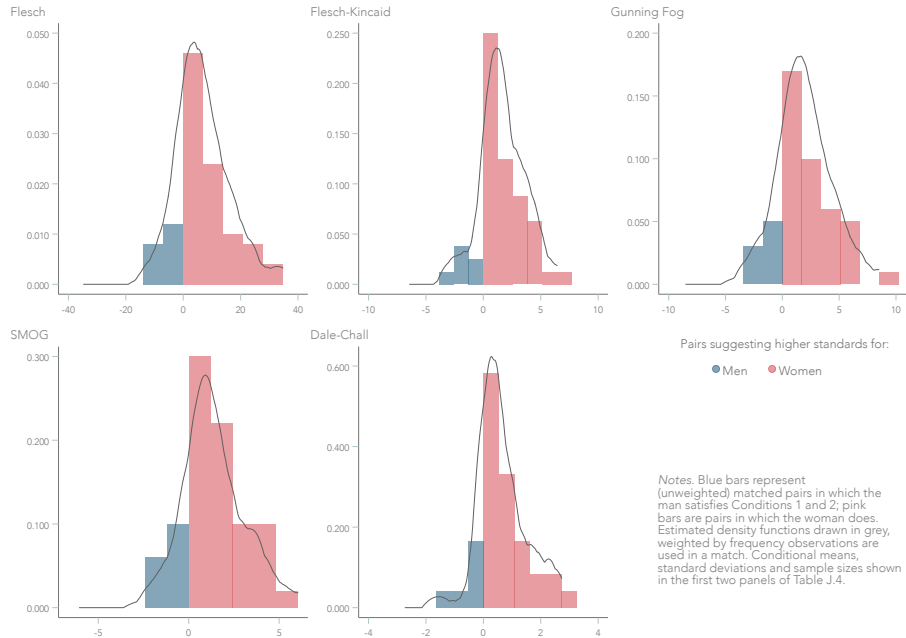 Flesch
0.050
0.040
0.030
0.020
0.010
0.000
-40 -20 0 20 40
Flesch-Kincaid
0.250
0.200
0.150
0.100
0.050
0.000
-10 -5 0 5 10
Gunning Fog
0.200
0.150
0.100
0.050
0.000
-10 -5 0 5 10
SMOG
0.300
0.200
0.100
0.000
-5 0 5
Dale-Chall
0.600
0.400
0.200
0.000
-4 -2 0 2 4
Pairs suggesting higher standards for:
Men Women
Notes. Blue bars represent
(unweighted) matched pairs in which the
man satisfies Conditions 1 and 2; pink
bars are pairs in which the woman does.
Estimated density functions drawn in grey,
weighted by frequency observations are
used in a match. Conditional means,
standard deviations and sample sizes shown
in the first two panels of Table J.4.